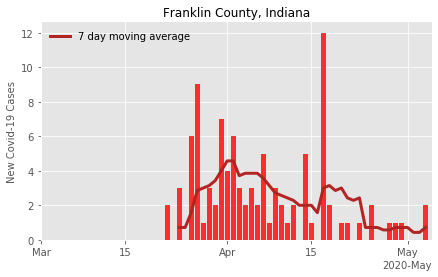 Franklin County, Indiana
7 day moving average
New Covid-19 Cases
12
10
8
6
4
2
0
Mar 15 Apr 15 May
2020-May